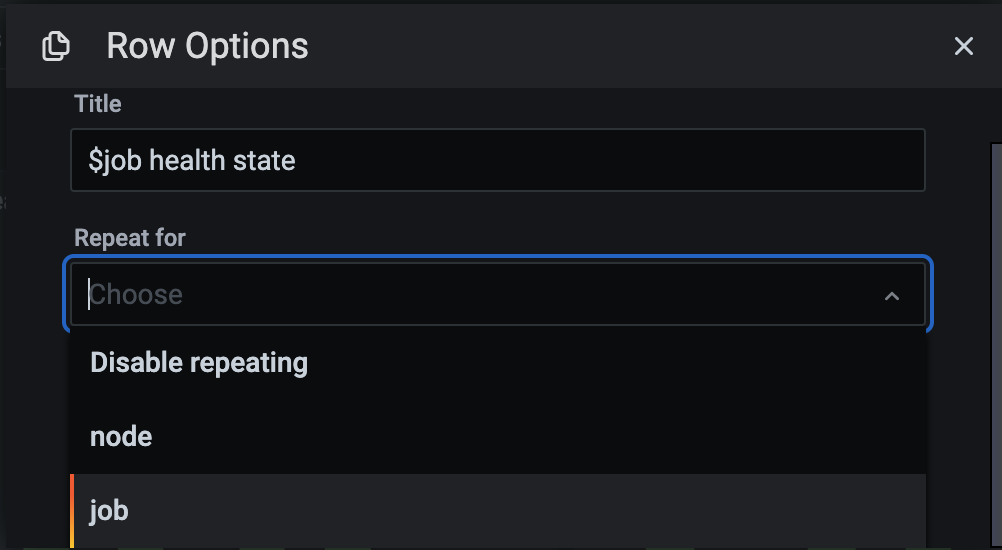 Row Options
Title
$job health state
Repeat for
Choose
Disable repeating
node
job